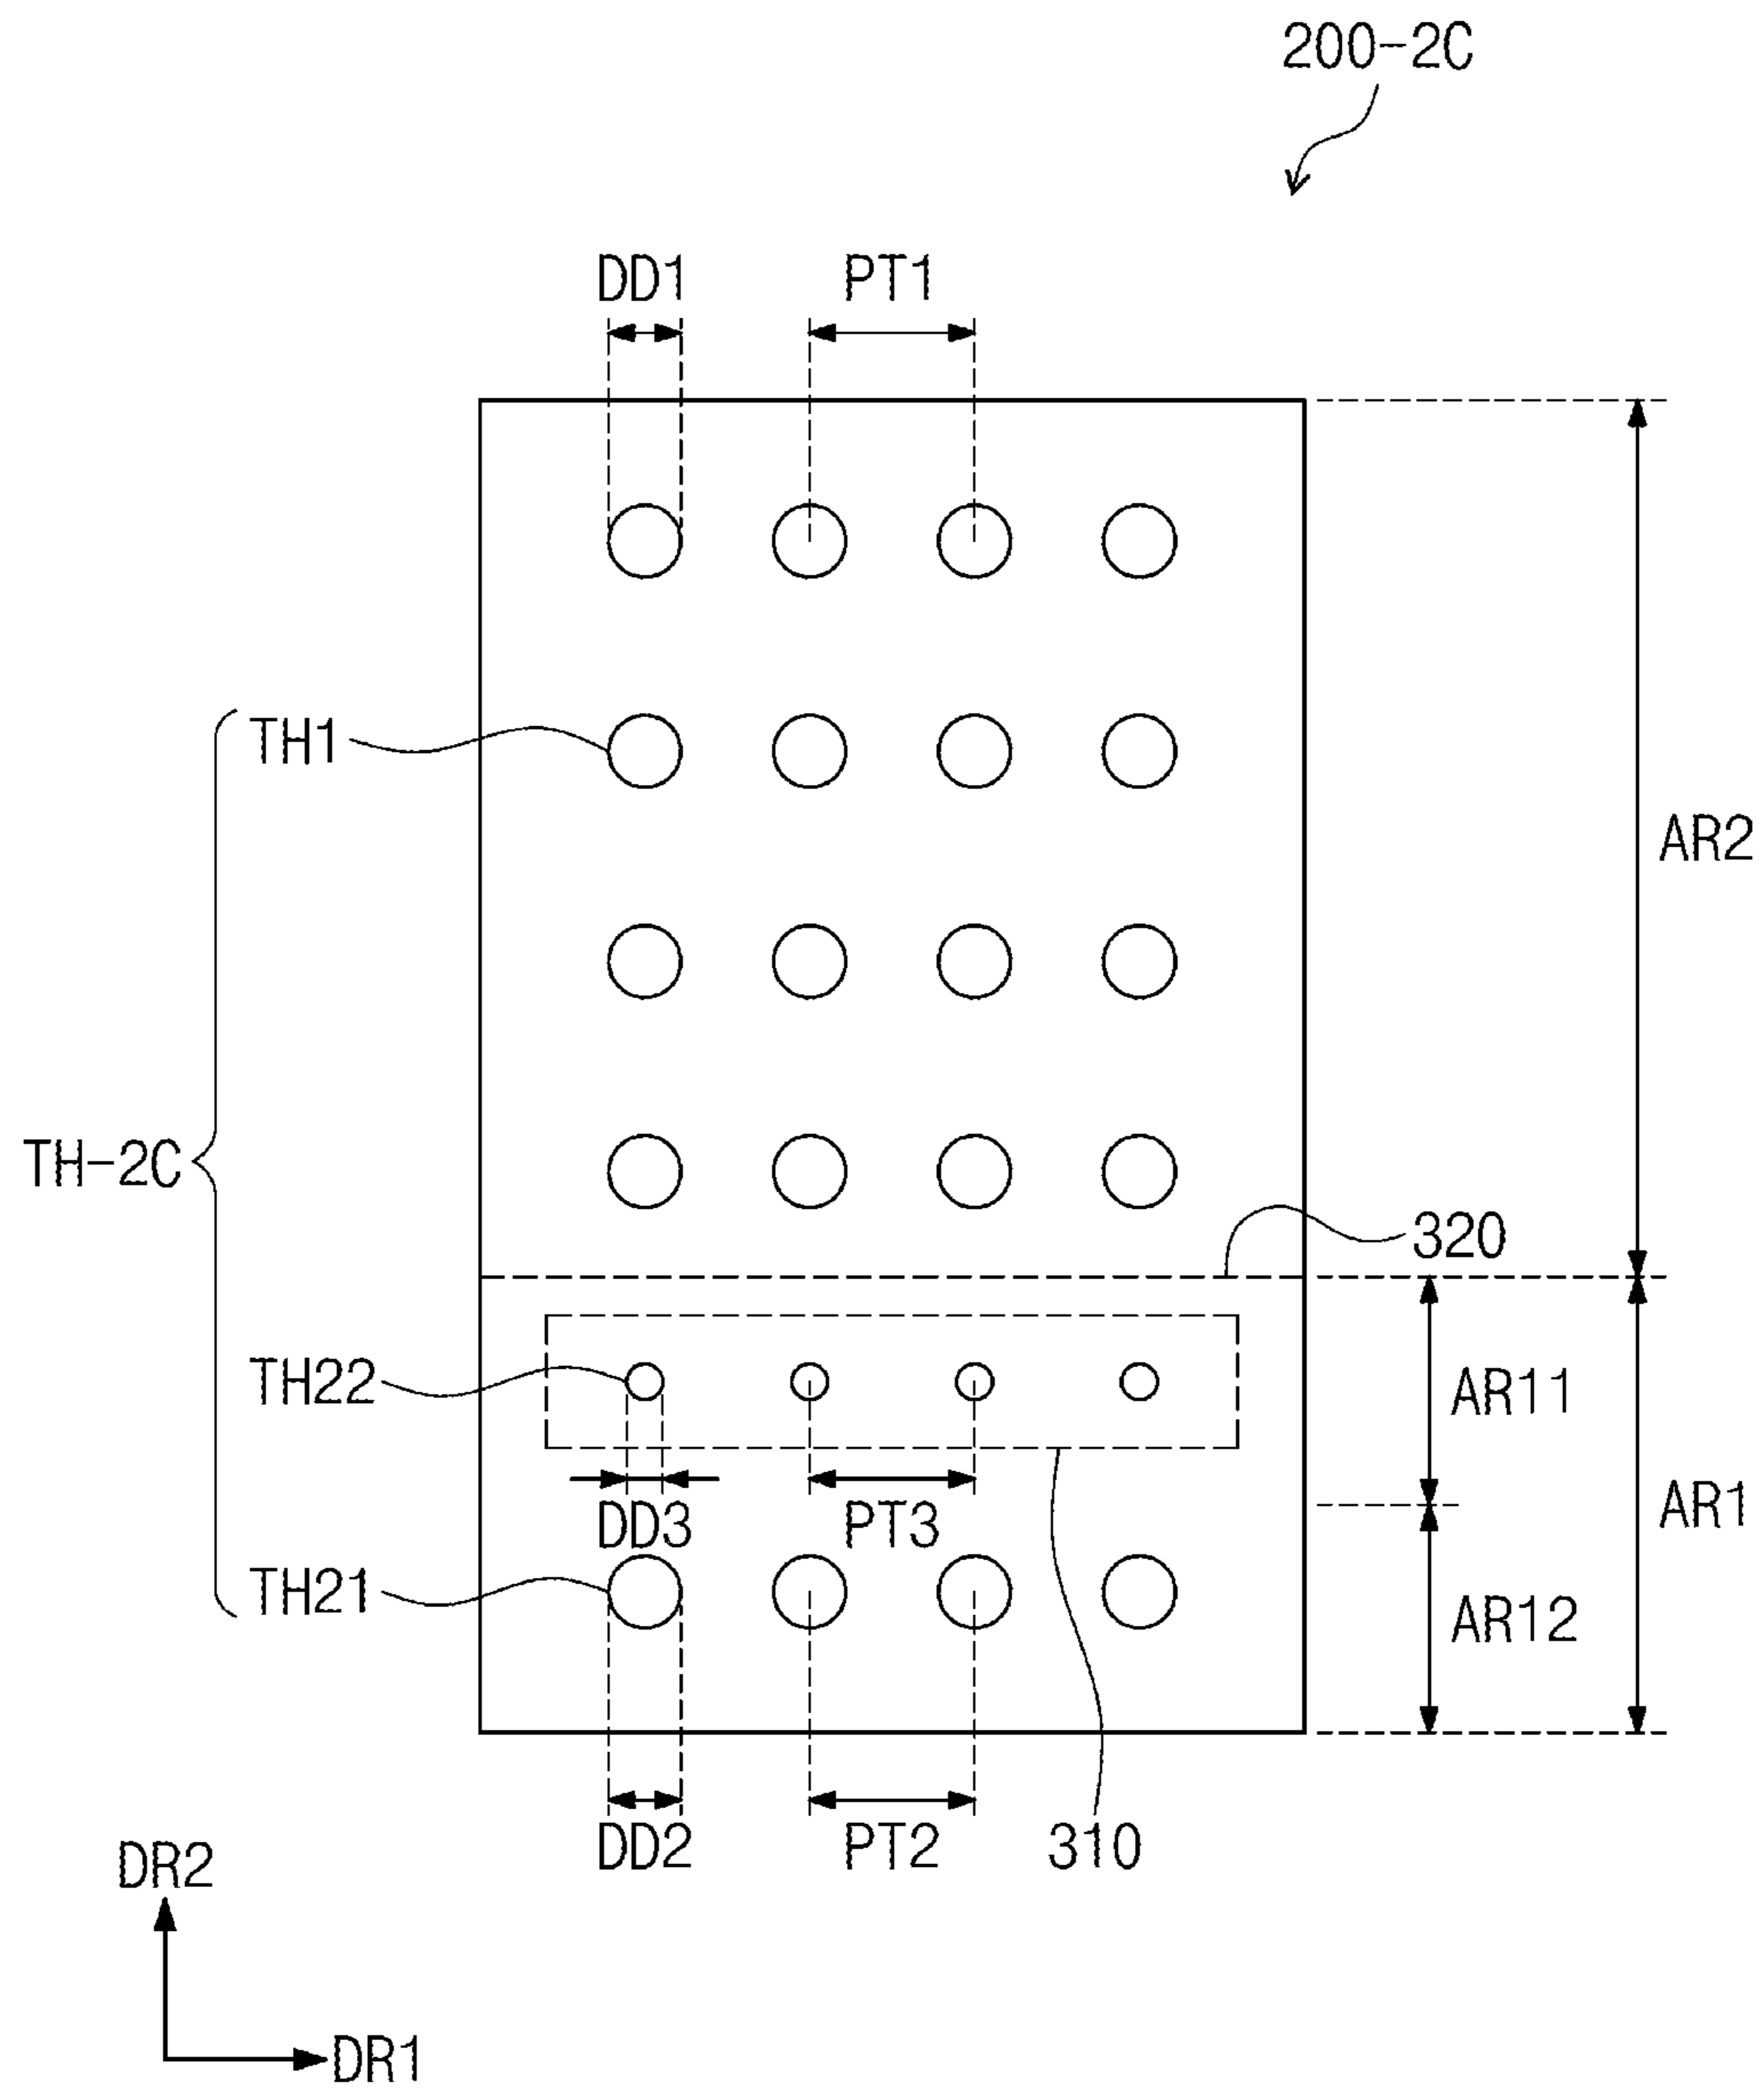 200-2C
DD1
PT1
TH1
AR2
TH-2C
320
TH22
AR11
DD3
PT3
AR1
TH21
AR12
DD2
PT2
310
DR2
DR1